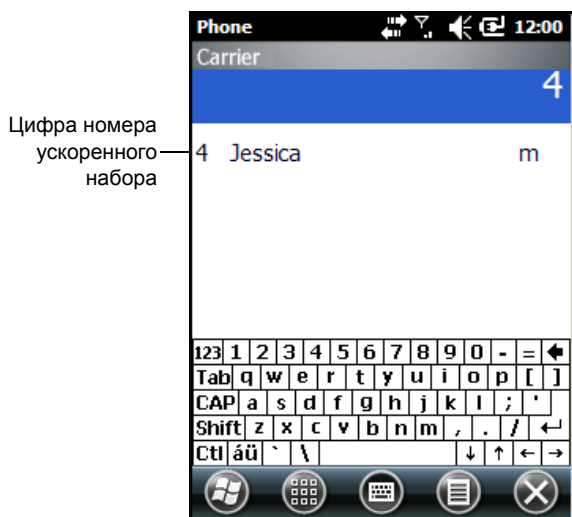 Phone 12:00
Carrier
4
Цифра номера
ускоренного
набора
4 Jessica m
123 1 2 3 4 5 6 7 8 9 0 - =
Tab q w e r t y u i o p [ ]
CAP a s d f g h j k l ; '
Shift z x c v b n m , . / ↵
Ctl áü ` \ ↓ ↑ ← →